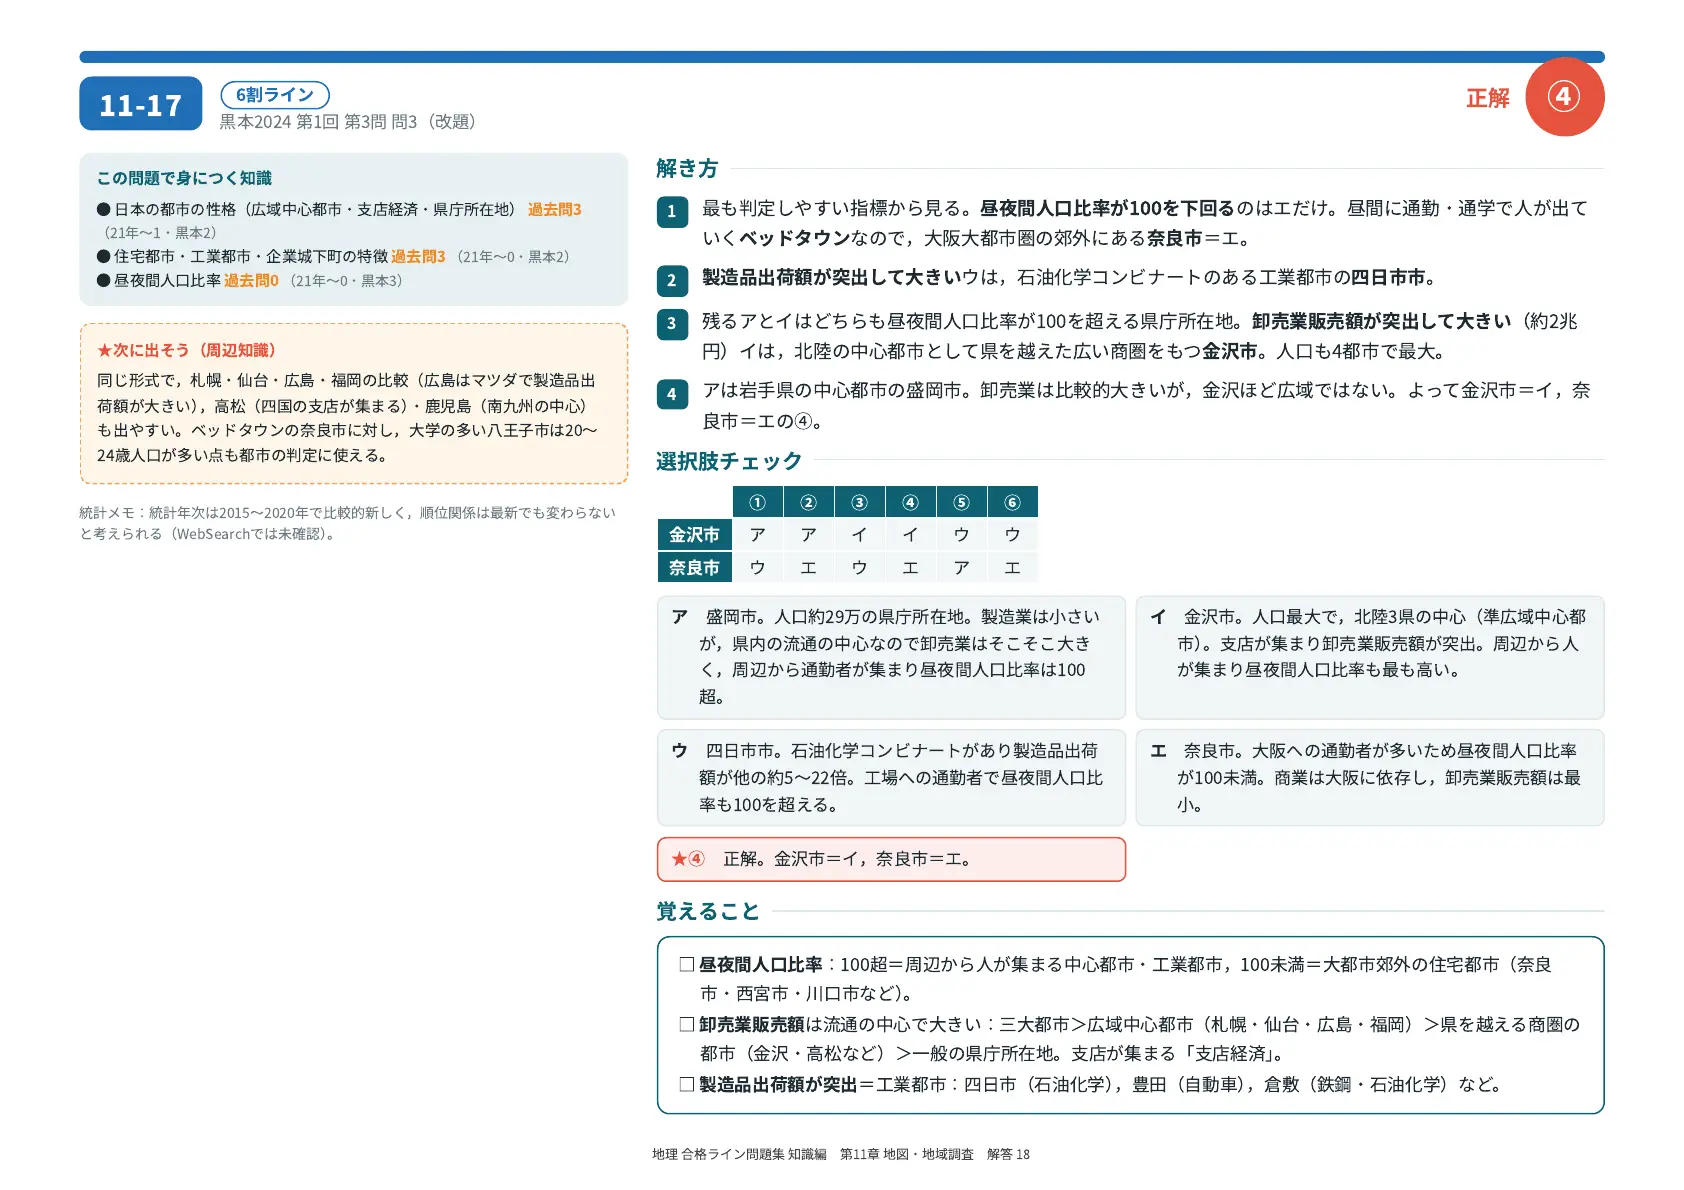 11-17
6割ライン
黒本2024 第1回 第3問 問3（改題）
正解 ④
この問題で身につく知識
● 日本の都市の性格（広域中心都市・支店経済・県庁所在地） 過去問3
（21年〜1・黒本2）
● 住宅都市・工業都市・企業城下町の特徴 過去問3 （21年〜0・黒本2）
● 昼夜間人口比率 過去問0 （21年〜0・黒本3）
★次に出そう（周辺知識）
同じ形式で，札幌・仙台・広島・福岡の比較（広島はマツダで製造品出
荷額が大きい），高松（四国の支店が集まる）・鹿児島（南九州の中心）
も出やすい。ベッドタウンの奈良市に対し，大学の多い八王子市は20〜
24歳人口が多い点も都市の判定に使える。
統計メモ：統計年次は2015〜2020年で比較的新しく，順位関係は最新でも変わらない
と考えられる（WebSearchでは未確認）。
解き方
1 最も判定しやすい指標から見る。昼夜間人口比率が100を下回るのはエだけ。昼間に通勤・通学で人が出て
いくベッドタウンなので，大阪大都市圏の郊外にある奈良市＝エ。
2 製造品出荷額が突出して大きいウは，石油化学コンビナートのある工業都市の四日市市。
3 残るアとイはどちらも昼夜間人口比率が100を超える県庁所在地。卸売業販売額が突出して大きい（約2兆
円）イは，北陸の中心都市として県を越えた広い商圏をもつ金沢市。人口も4都市で最大。
4 アは岩手県の中心都市の盛岡市。卸売業は比較的大きいが，金沢ほど広域ではない。よって金沢市＝イ，奈
良市＝エの④。
選択肢チェック
① ② ③ ④ ⑤ ⑥
金沢市 ア ア イ イ ウ ウ
奈良市 ウ エ ウ エ ア エ
ア 盛岡市。人口約29万の県庁所在地。製造業は小さい
が，県内の流通の中心なので卸売業はそこそこ大き
く，周辺から通勤者が集まり昼夜間人口比率は100
超。
イ 金沢市。人口最大で，北陸3県の中心（準広域中心都
市）。支店が集まり卸売業販売額が突出。周辺から人
が集まり昼夜間人口比率も最も高い。
ウ 四日市市。石油化学コンビナートがあり製造品出荷
額が他の約5〜22倍。工場への通勤者で昼夜間人口比
率も100を超える。
エ 奈良市。大阪への通勤者が多いため昼夜間人口比率
が100未満。商業は大阪に依存し，卸売業販売額は最
小。
★④ 正解。金沢市＝イ，奈良市＝エ。
覚えること
□ 昼夜間人口比率：100超＝周辺から人が集まる中心都市・工業都市，100未満＝大都市郊外の住宅都市（奈良
市・西宮市・川口市など）。
□ 卸売業販売額は流通の中心で大きい：三大都市＞広域中心都市（札幌・仙台・広島・福岡）＞県を越える商圏の
都市（金沢・高松など）＞一般の県庁所在地。支店が集まる「支店経済」。
□ 製造品出荷額が突出＝工業都市：四日市（石油化学），豊田（自動車），倉敷（鉄鋼・石油化学）など。
地理 合格ライン問題集 知識編 第11章 地図・地域調査 解答 18